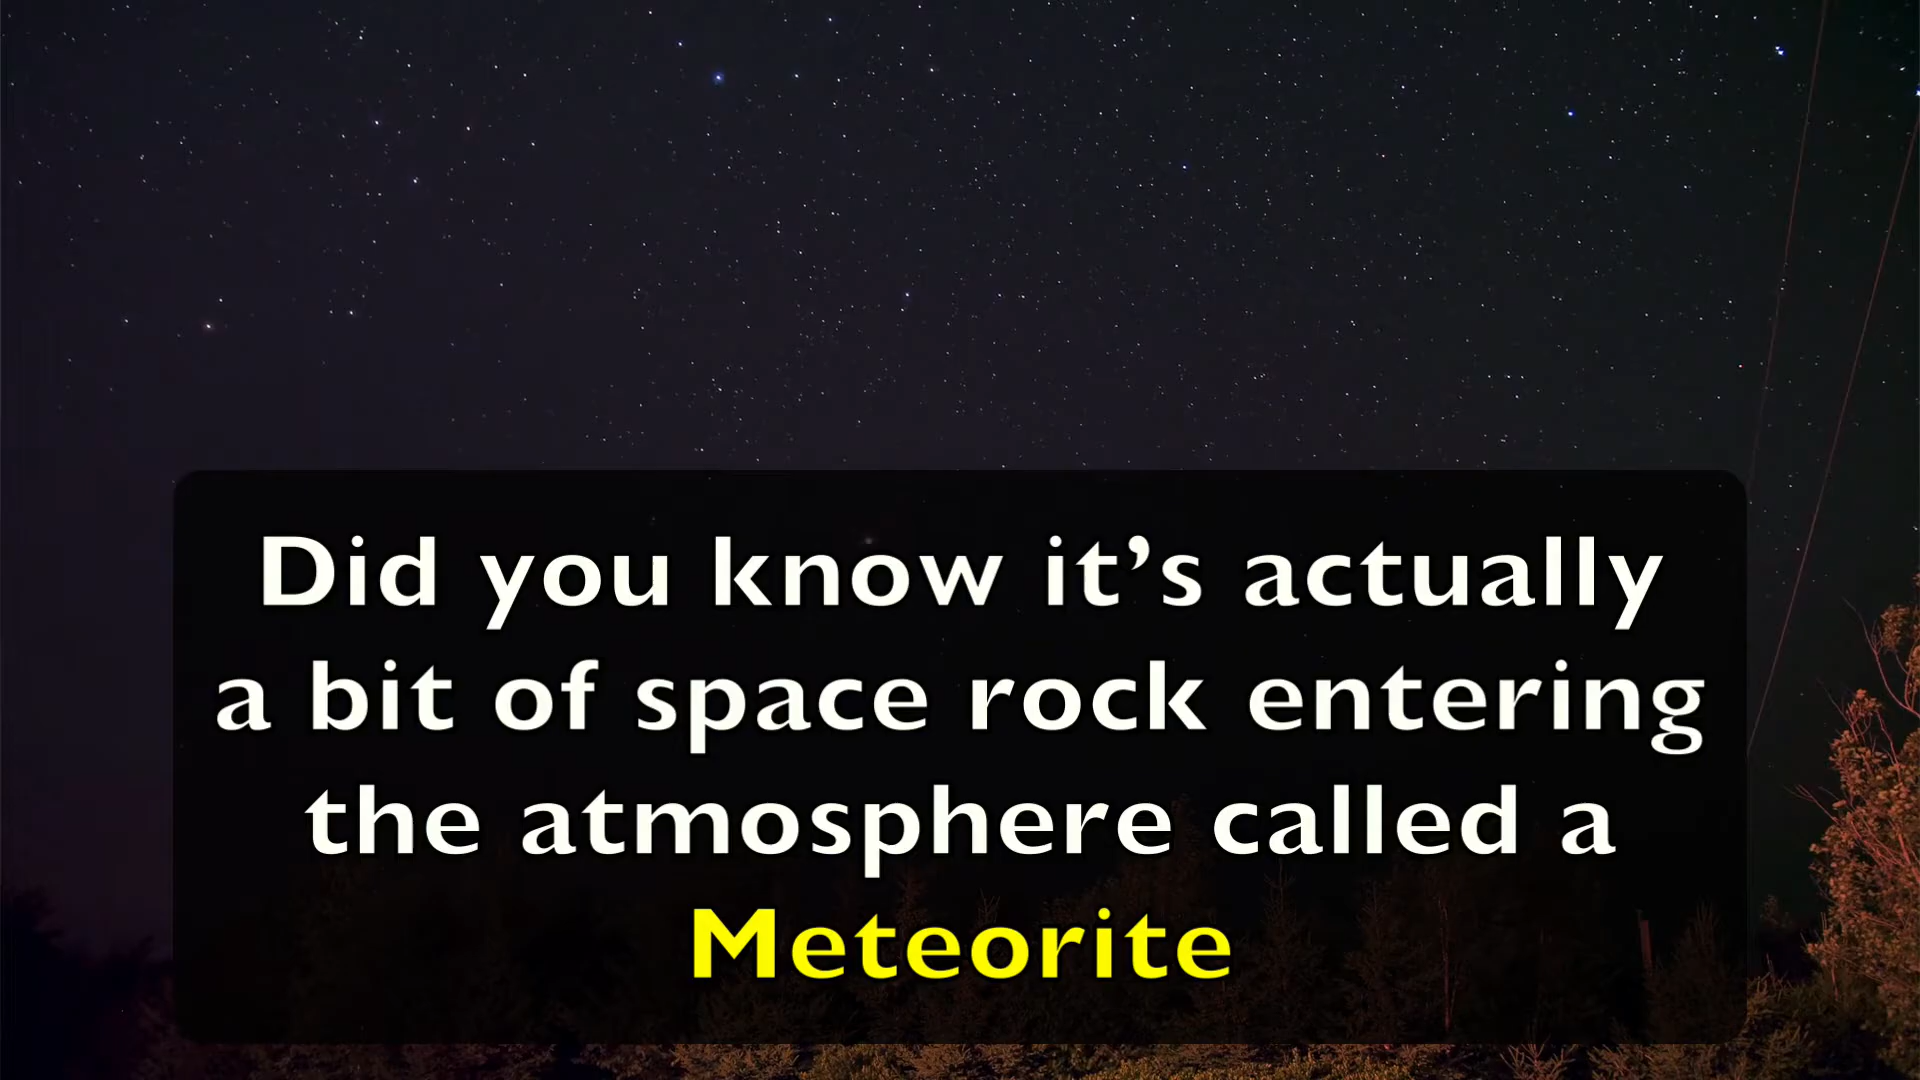 Did you know it’s actually
a bit of space rock entering
the atmosphere called a
Meteorite